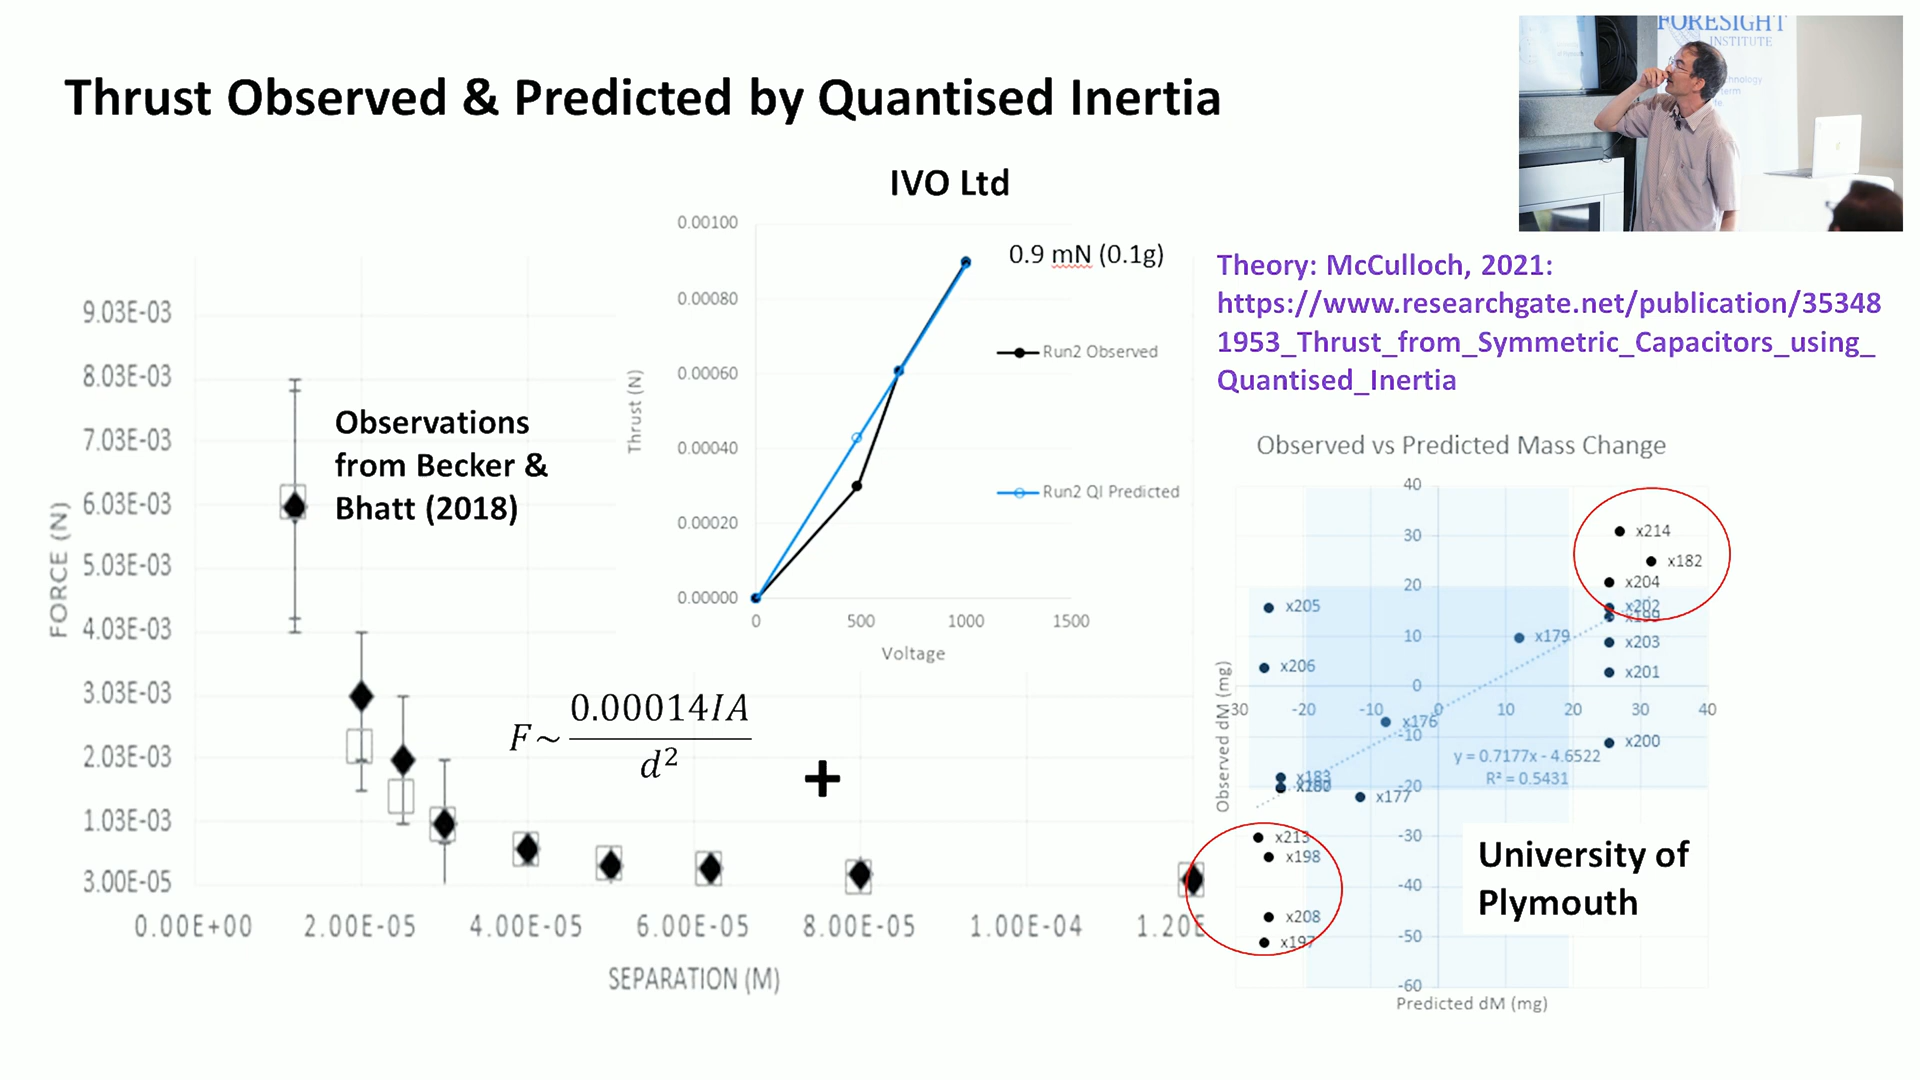 FORESIGHT
INSTITUTE
Thrust Observed & Predicted by Quantised Inertia
IVO Ltd
0.00100
0.00080
0.00060
0.00040
0.00020
0.00000
Thrust (N)
0 500 1000 1500
Voltage
0.9 mN (0.1g)
Run2 Observed
Run2 QI Predicted
Theory: McCulloch, 2021:
https://www.researchgate.net/publication/35348
1953_Thrust_from_Symmetric_Capacitors_using_
Quantised_Inertia
9.03E-03
8.03E-03
7.03E-03
6.03E-03
5.03E-03
4.03E-03
3.03E-03
2.03E-03
1.03E-03
3.00E-05
FORCE (N)
Observations
from Becker &
Bhatt (2018)
F~ 0.00014IA
d²
+
0.00E+00 2.00E-05 4.00E-05 6.00E-05 8.00E-05 1.00E-04 1.20E
SEPARATION (M)
Observed vs Predicted Mass Change
40
30
20
10
0
-10
-20
-30
-40
-50
-60
-30 -20 -10 0 10 20 30 40
Observed dM (mg)
x214
x182
x204
x202
x205
x179
x203
x206
x201
x176
x200
y = 0.7177x - 4.6522
R² = 0.5431
x183
x177
x213
x198
x208
x197
University of
Plymouth
Predicted dM (mg)